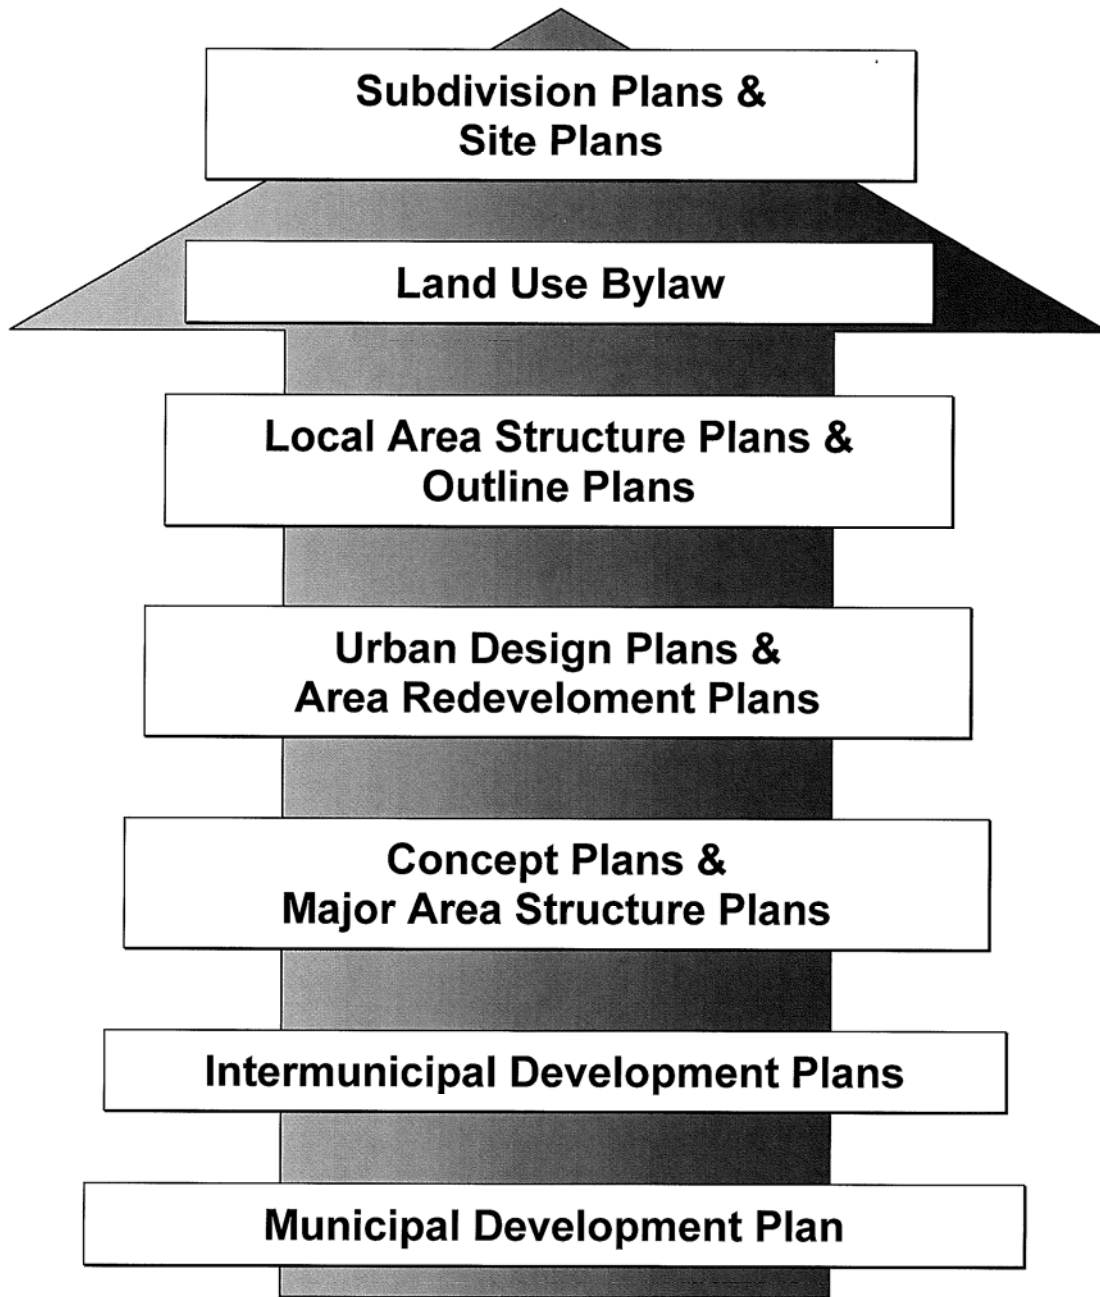 Subdivision Plans &
Site Plans
Land Use Bylaw
Local Area Structure Plans &
Outline Plans
Urban Design Plans &
Area Redeveloment Plans
Concept Plans &
Major Area Structure Plans
Intermunicipal Development Plans
Municipal Development Plan